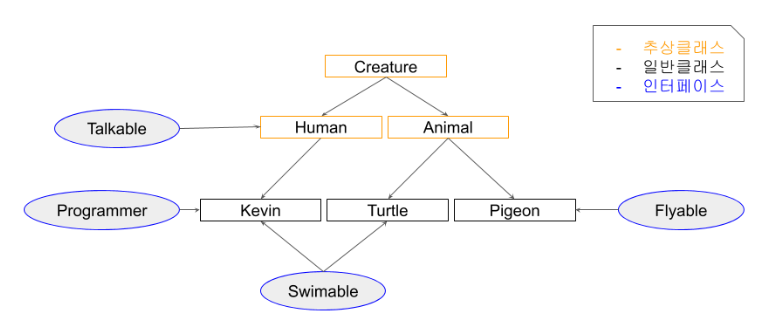 - 추상클래스
- 일반클래스
- 인터페이스
Creature
Talkable
Human
Animal
Programmer
Kevin
Turtle
Pigeon
Flyable
Swimable